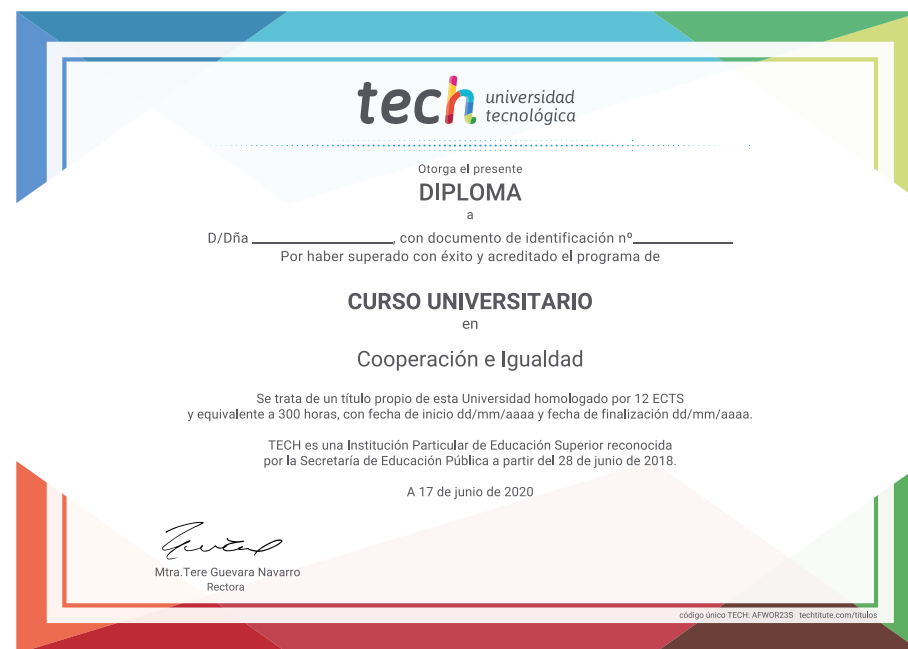 tech universidad
tecnológica
Otorga el presente
DIPLOMA
a
D/Dña ____________________, con documento de identificación nº______________
Por haber superado con éxito y acreditado el programa de
CURSO UNIVERSITARIO
en
Cooperación e Igualdad
Se trata de un título propio de esta Universidad homologado por 12 ECTS
y equivalente a 300 horas, con fecha de inicio dd/mm/aaaa y fecha de finalización dd/mm/aaaa.
TECH es una Institución Particular de Educación Superior reconocida
por la Secretaría de Educación Pública a partir del 28 de junio de 2018.
A 17 de junio de 2020
Mtra.Tere Guevara Navarro
Rectora
código único TECH: AFWOR23S techtitute.com/titulos